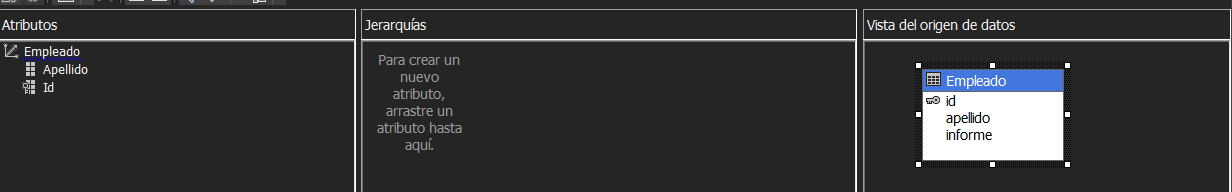 Atributos
Empleado
Apellido
Id
Jerarquías
Para crear un
nuevo
atributo,
arrastre un
atributo hasta
aquí.
Vista del origen de datos
Empleado
id
apellido
informe